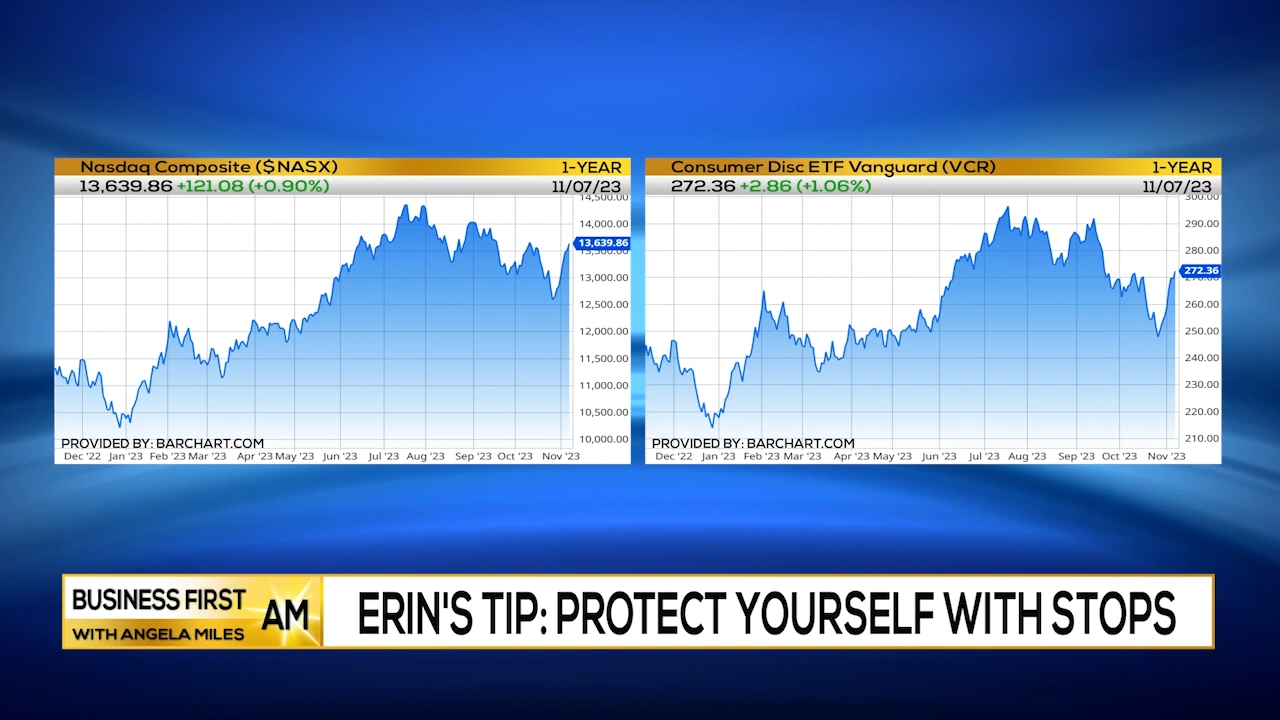 Nasdaq Composite ($NASX) 1-YEAR
13,639.86 +121.08 (+0.90%) 11/07/23
14,500.00
13,639.86
13,000.00
12,500.00
12,000.00
11,500.00
11,000.00
10,500.00
10,000.00
PROVIDED BY: BARCHART.COM
Dec '22 Jan '23 Feb '23 Mar '23 Apr '23 May '23 Jun '23 Jul '23 Aug '23 Sep '23 Oct '23 Nov '23
Consumer Disc ETF Vanguard (VCR) 1-YEAR
272.36 +2.86 (+1.06%) 11/07/23
300.00
290.00
280.00
272.36
260.00
250.00
240.00
230.00
220.00
210.00
PROVIDED BY: BARCHART.COM
Dec '22 Jan '23 Feb '23 Mar '23 Apr '23 May '23 Jun '23 Jul '23 Aug '23 Sep '23 Oct '23 Nov '23
BUSINESS FIRST AM
WITH ANGELA MILES
ERIN'S TIP: PROTECT YOURSELF WITH STOPS